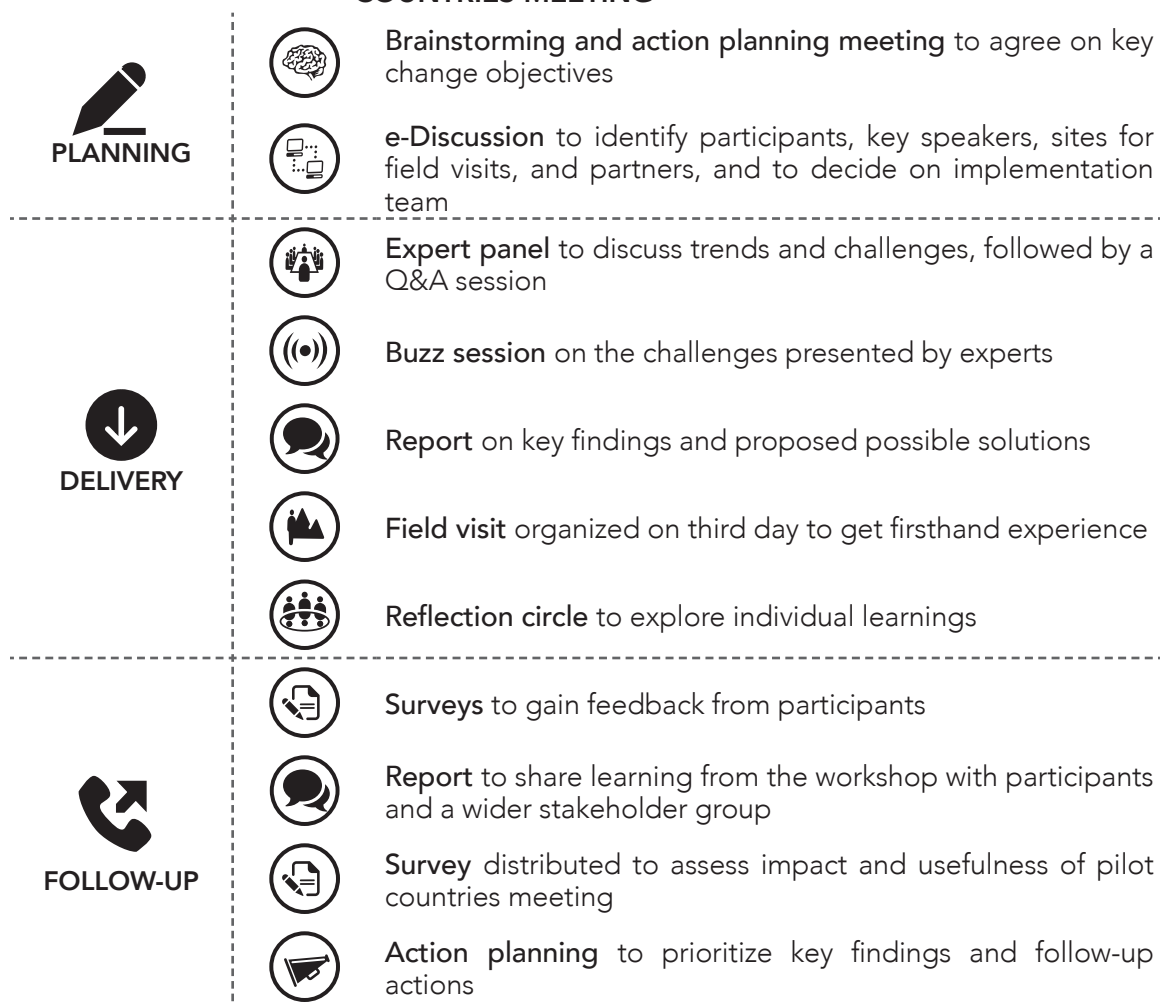 COUNTRIES MEETING
PLANNING
Brainstorming and action planning meeting to agree on key
change objectives
e-Discussion to identify participants, key speakers, sites for
field visits, and partners, and to decide on implementation
team
DELIVERY
Expert panel to discuss trends and challenges, followed by a
Q&A session
Buzz session on the challenges presented by experts
Report on key findings and proposed possible solutions
Field visit organized on third day to get firsthand experience
Reflection circle to explore individual learnings
FOLLOW-UP
Surveys to gain feedback from participants
Report to share learning from the workshop with participants
and a wider stakeholder group
Survey distributed to assess impact and usefulness of pilot
countries meeting
Action planning to prioritize key findings and follow-up
actions